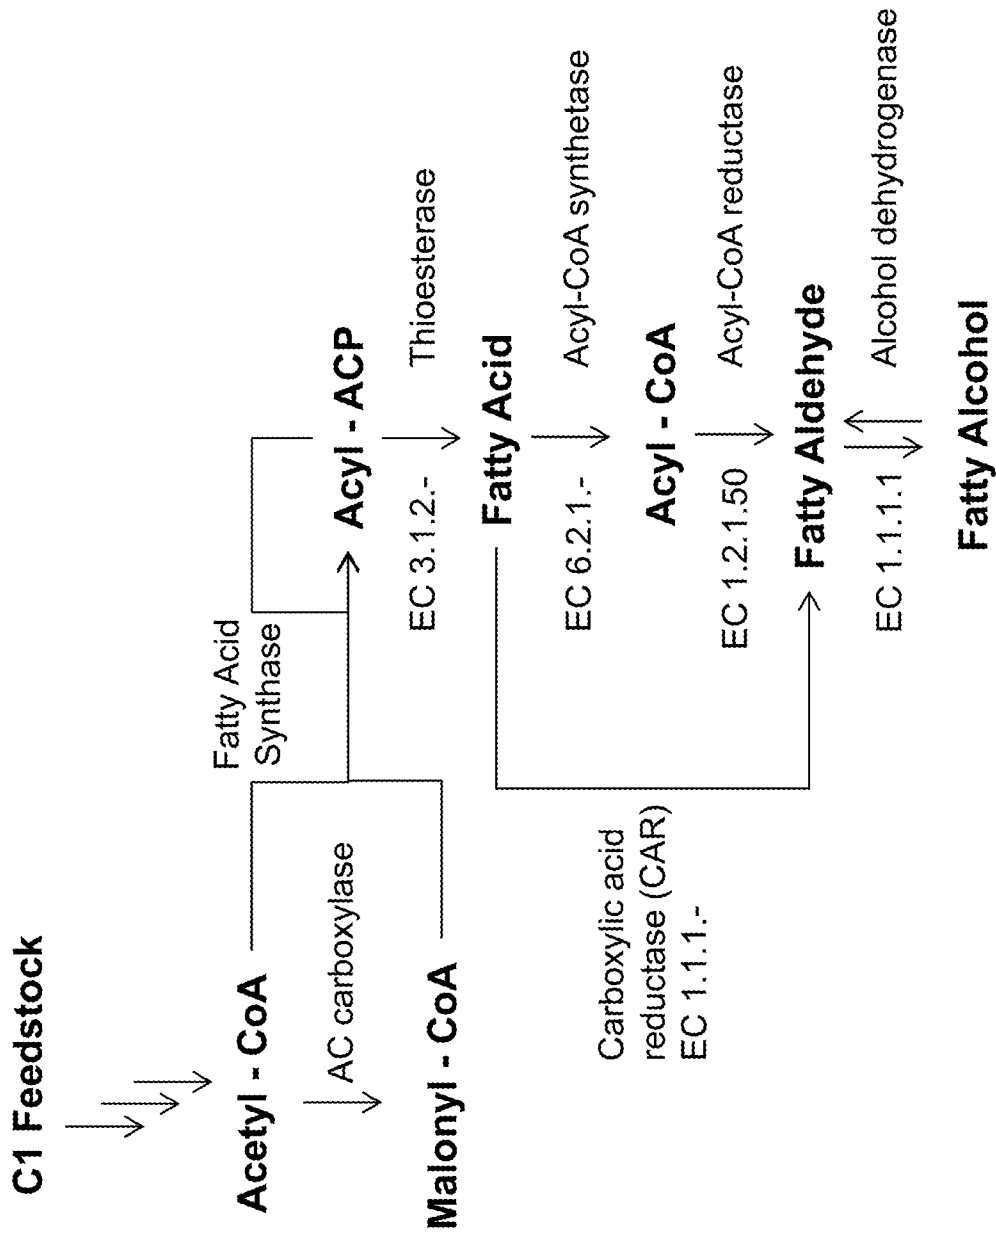 C1 Feedstock
Acetyl - CoA
AC carboxylase
Malonyl - CoA
Fatty Acid
Synthase
Acyl - ACP
EC 3.1.2.-
Thioesterase
Fatty Acid
EC 6.2.1.-
Acyl-CoA synthetase
Acyl - CoA
EC 1.2.1.50
Acyl-CoA reductase
Carboxylic acid
reductase (CAR)
EC 1.1.1.-
Fatty Aldehyde
EC 1.1.1.1
Alcohol dehydrogenase
Fatty Alcohol